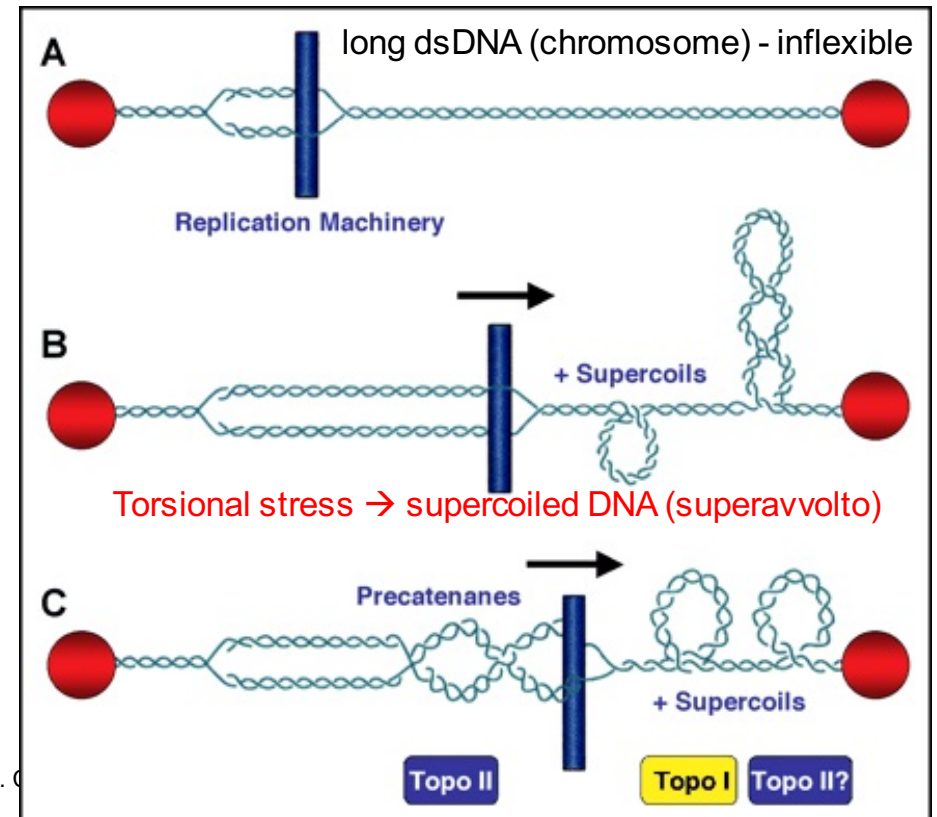 A
long dsDNA (chromosome) - inflexible
Replication Machinery
B
+ Supercoils
Torsional stress → supercoiled DNA (superavvolto)
C
Precatenanes
+ Supercoils
Topo II
Topo I
Topo II?